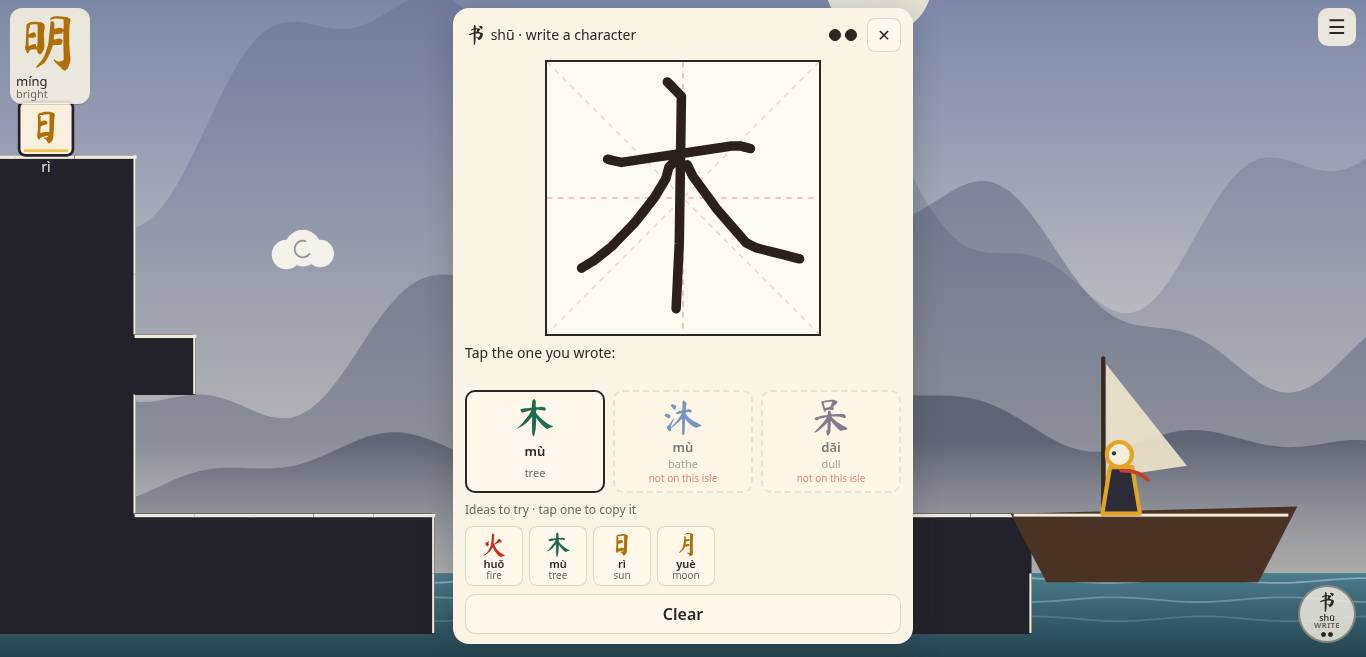 明
míng
bright
日
rì
书 shū · write a character
✕
☰
木
Tap the one you wrote:
木
mù
tree
沐
mù
bathe
not on this isle
呆
dāi
dull
not on this isle
Ideas to try · tap one to copy it
火
huǒ
fire
木
mù
tree
日
rì
sun
月
yuè
moon
Clear
书
shū
WRITE